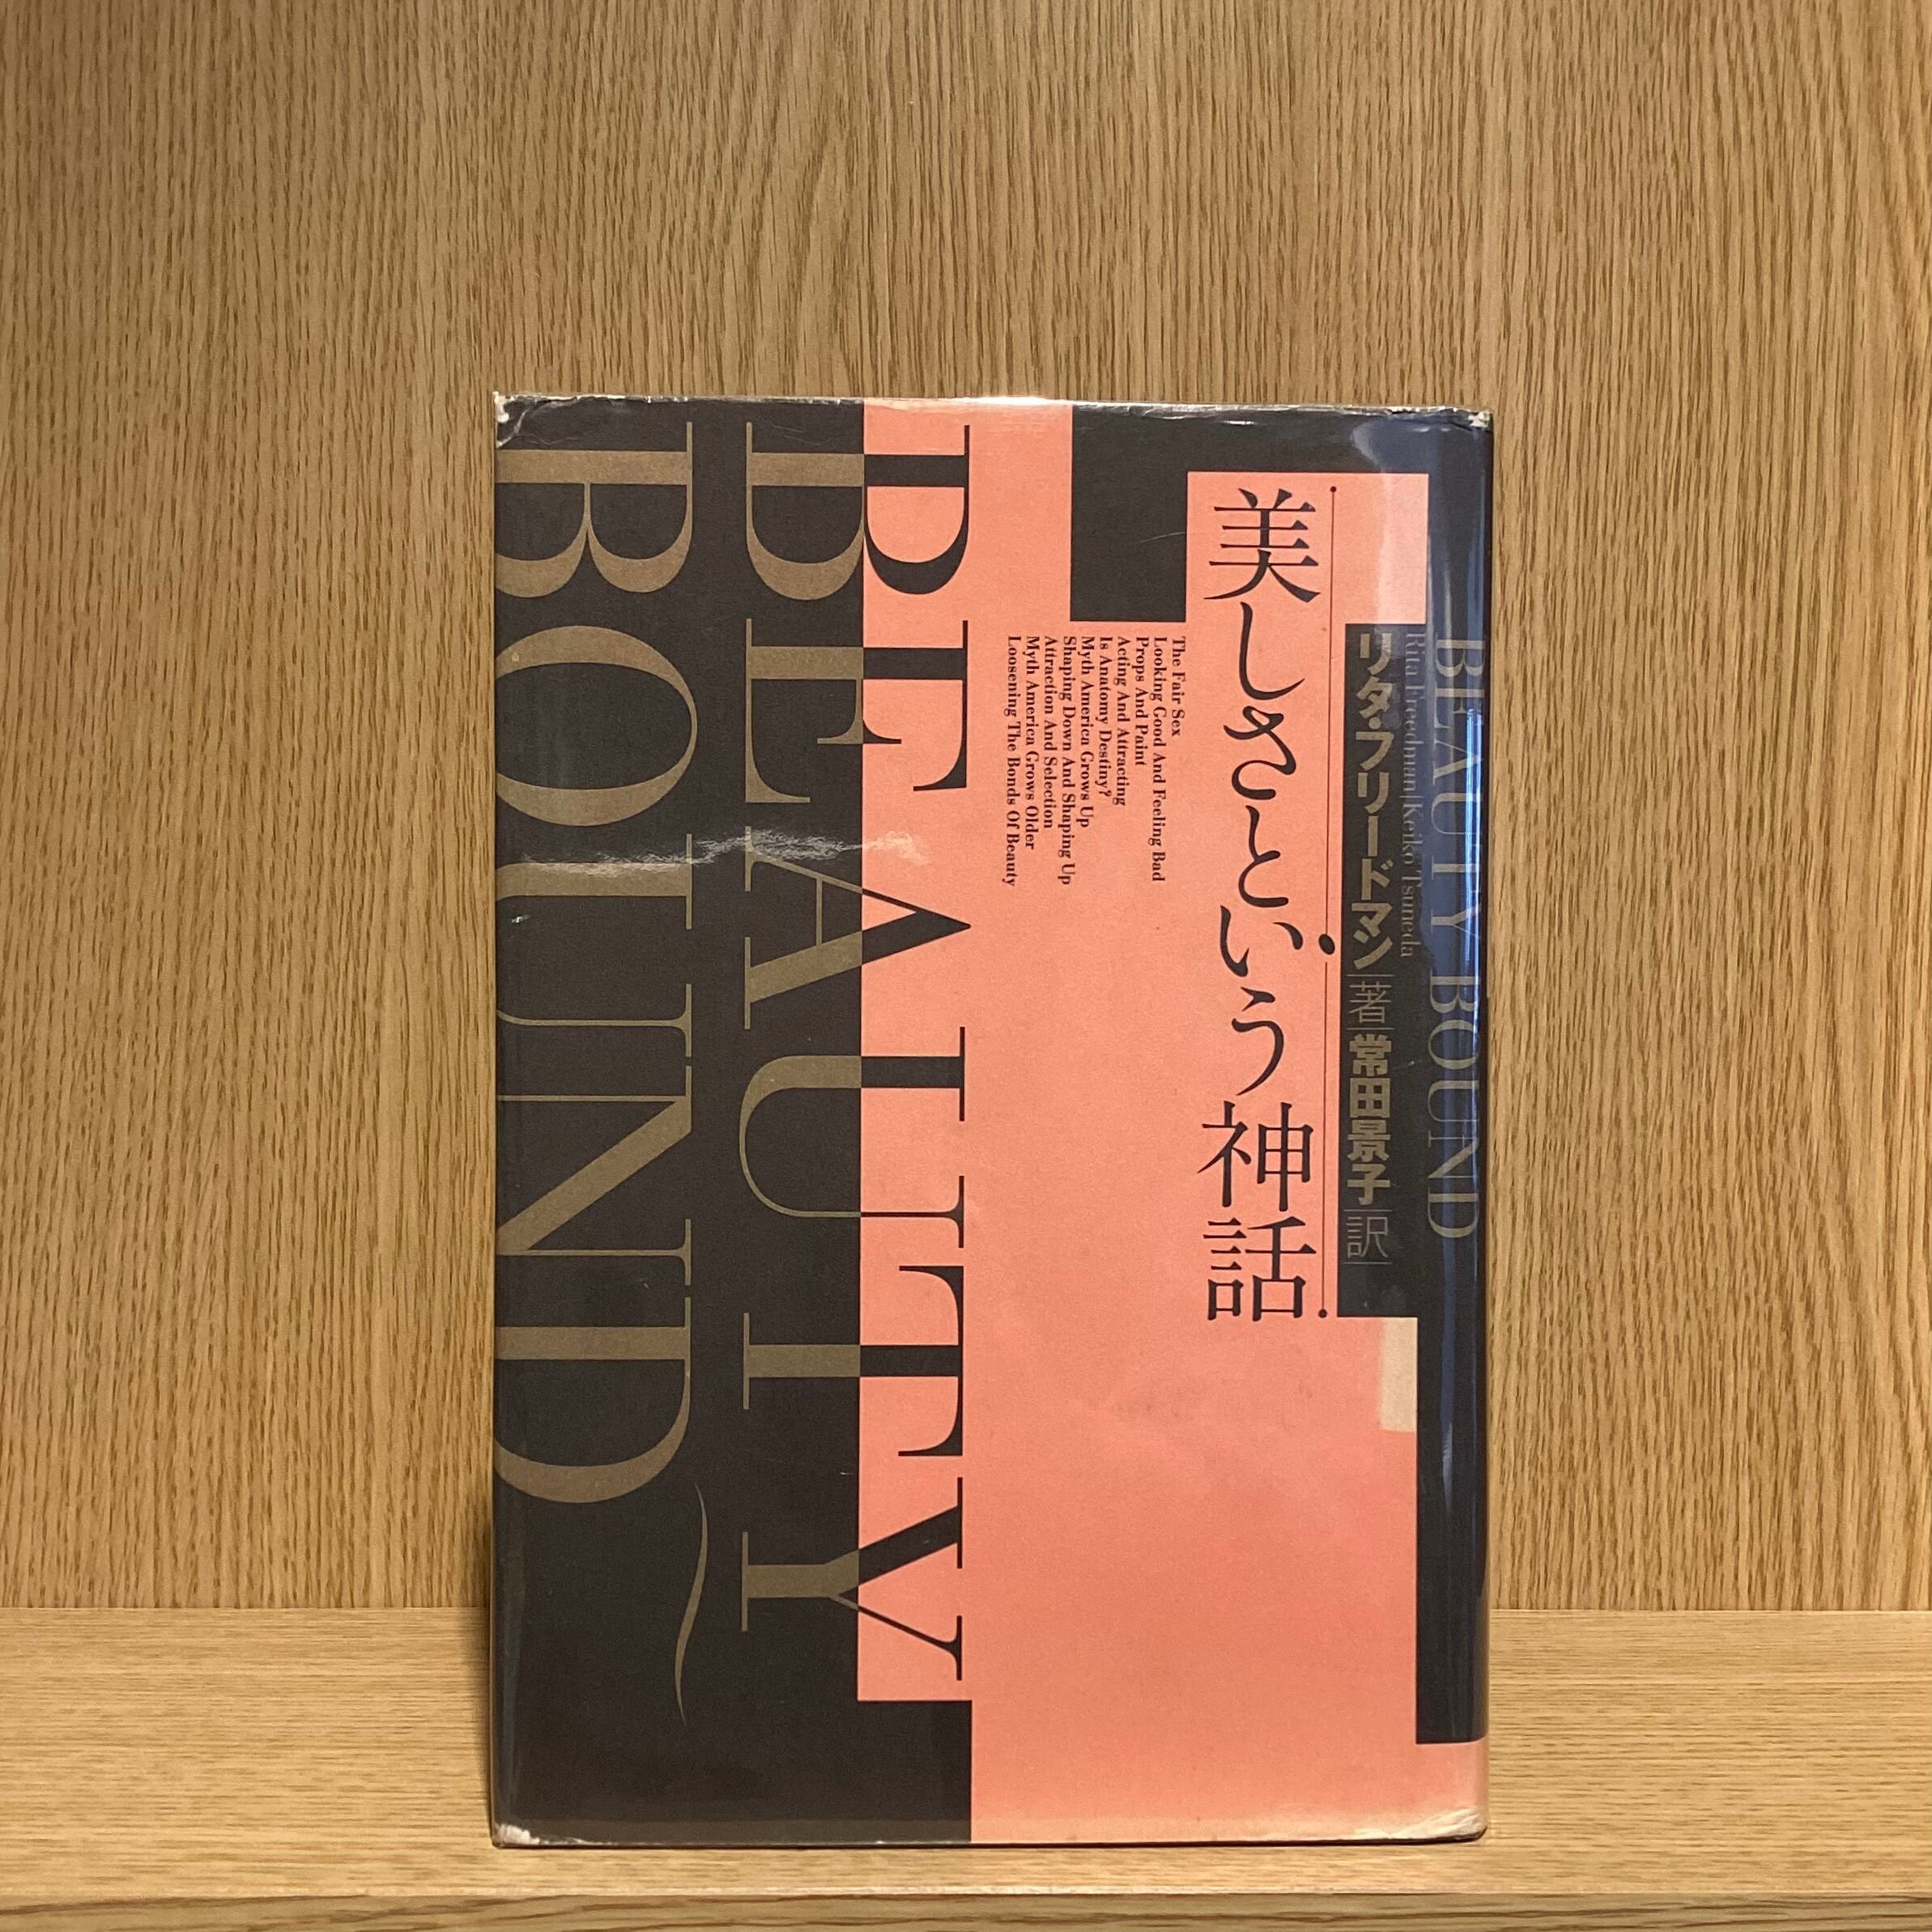 BEAUTY BOUND
Rita Freedman|Keiko Tsuneda
リタ・フリードマン|著|常田景子|訳|
美しさという神話
The Fair Sex
Looking Good And Feeling Bad
Props And Paint
Acting And Attracting
Is Anatomy Destiny?
Myth America Grows Up
Shaping Down And Shaping Up
Attraction And Selection
Myth America Grows Older
Loosening The Bonds Of Beauty
BEAUTY
BEAUTY
BOUND